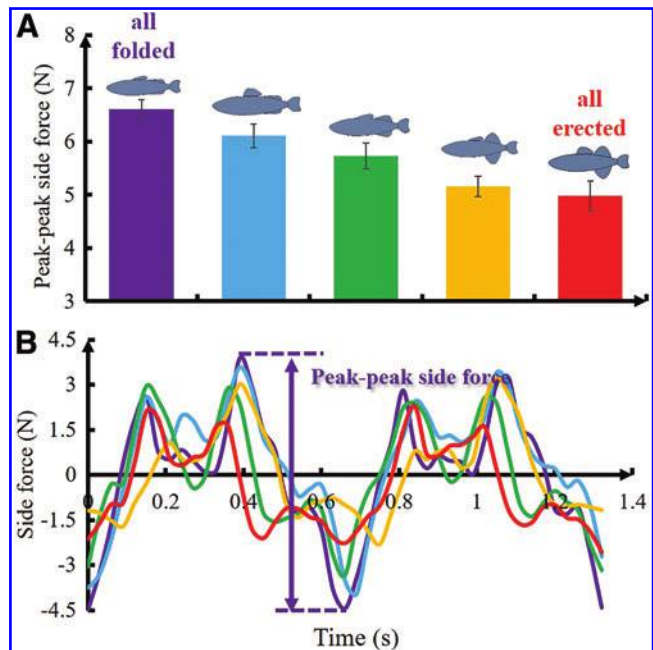 A
all
folded
all
erected
Peak-peak side force (N)
8
7
6
5
4
3
B
Peak-peak side force
Side force (N)
4.5
3
1.5
0
-1.5
-3
-4.5
0
0.2
0.4
0.6
0.8
1
1.2
1.4
Time (s)